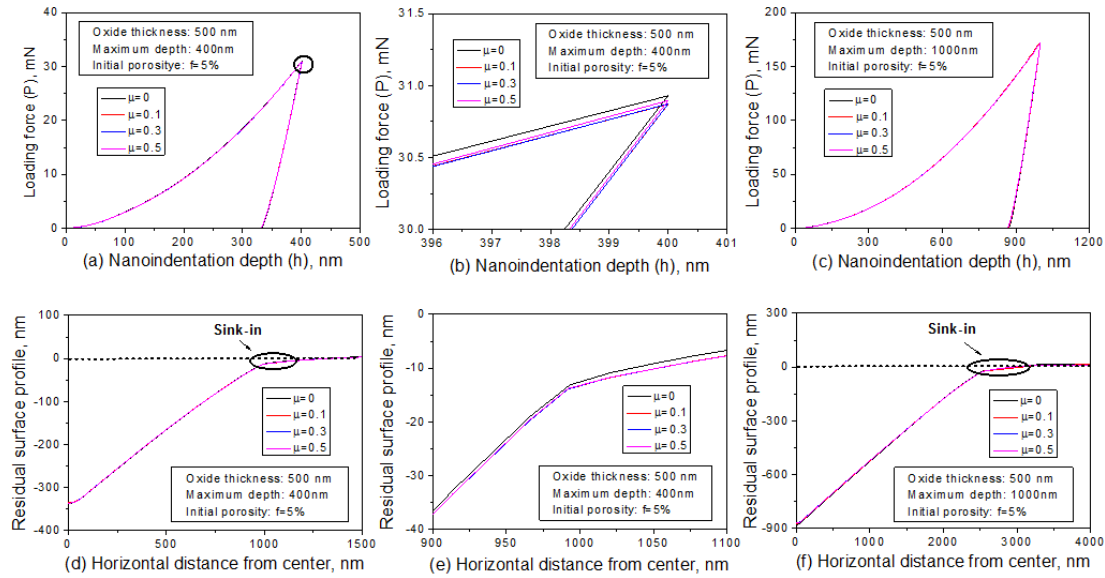 Loading force (P), mN
50
40
30
20
10
0
Oxide thickness: 500 nm
Maximum depth: 400 nm
Initial porositye: f=5%
μ=0
μ=0.1
μ=0.3
μ=0.5
0 100 200 300 400 500
(a) Nanoindentation depth (h), nm
Loading force (P), mN
31.5
31.0
30.5
30.0
μ=0
μ=0.1
μ=0.3
μ=0.5
Oxide thickness: 500 nm
Maximum depth: 400nm
Initial porosity: f=5%
396 397 398 399 400 401
(b) Nanoindentation depth (h), nm
Loading force (P), mN
200
150
100
50
0
Oxide thickness: 500 nm
Maximum depth: 1000nm
Initial porosity: f=5%
μ=0
μ=0.1
μ=0.3
μ=0.5
0 300 600 900 1200
(c) Nanoindentation depth (h), nm
Residual surface profile, nm
100
0
-100
-200
-300
-400
Sink-in
μ=0
μ=0.1
μ=0.3
μ=0.5
Oxide thickness: 500 nm
Maximum depth: 400nm
Initial porosity: f=5%
0 500 1000 1500
(d) Horizontal distance from center, nm
Residual surface profile, nm
0
-10
-20
-30
-40
μ=0
μ=0.1
μ=0.3
μ=0.5
Oxide thickness: 500 nm
Maximum depth: 400nm
Initial porosity: f=5%
900 950 1000 1050 1100
(e) Horizontal distance from center, nm
Residual surface profile, nm
300
0
-300
-600
-900
Sink-in
μ=0
μ=0.1
μ=0.3
μ=0.5
Oxide thickness: 500 nm
Maximum depth: 1000nm
Initial porosity: f=5%
0 500 1000 1500 2000 2500 3000 3500 4000
(f) Horizontal distance from center, nm